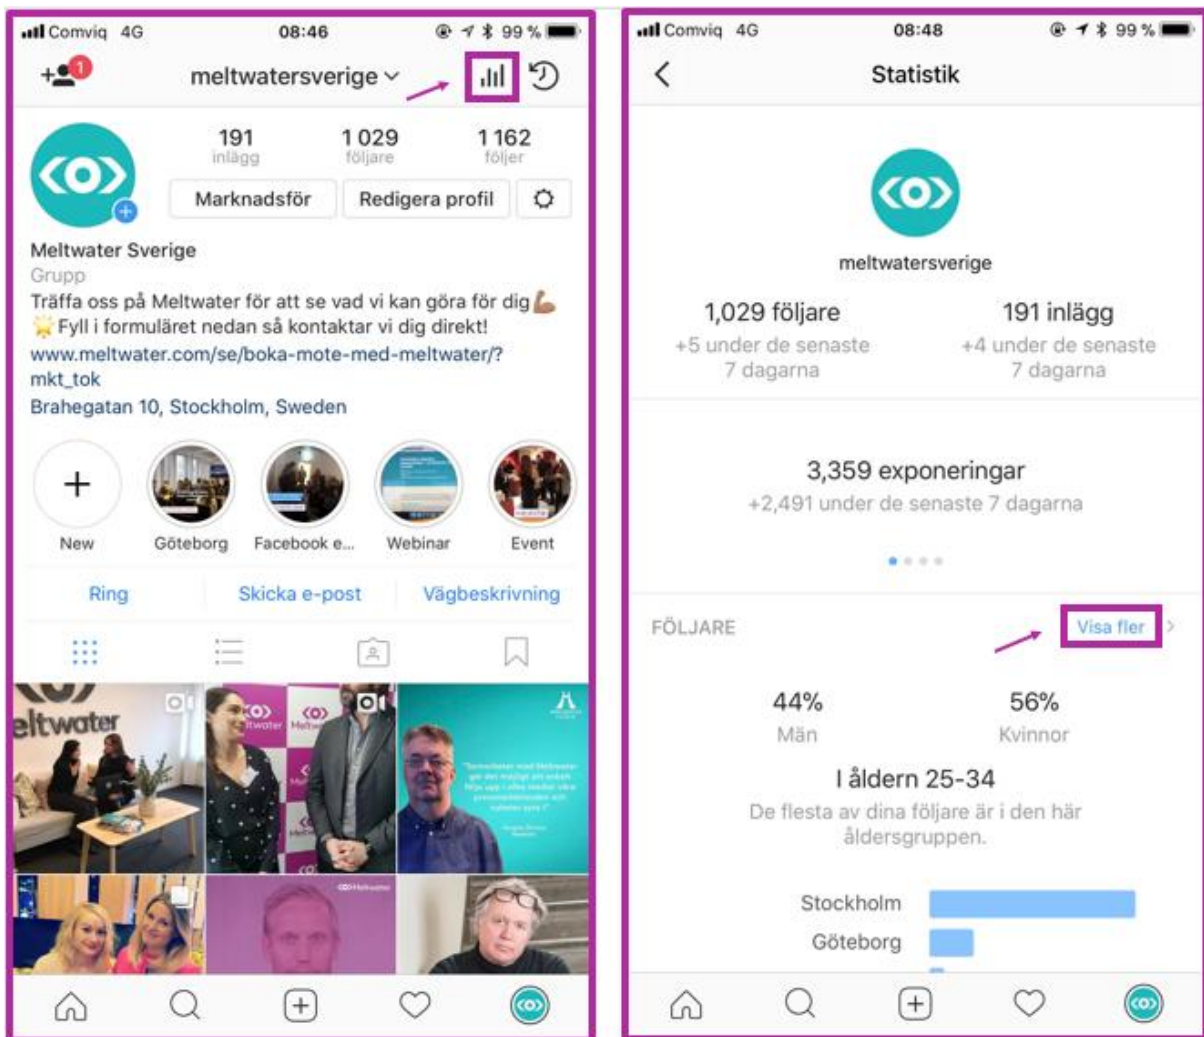 Comviq 4G 08:46 99 %
1
meltwatersverige
191 1 029 1 162
inlägg följare följer
Marknadsför Redigera profil
Meltwater Sverige
Grupp
Träffa oss på Meltwater för att se vad vi kan göra för dig
Fyll i formuläret nedan så kontaktar vi dig direkt!
www.meltwater.com/se/boka-mote-med-meltwater/?
mkt_tok
Brahegatan 10, Stockholm, Sweden
New Göteborg Facebook e... Webinar Event
Ring Skicka e-post Vägbeskrivning
eltwater
Meltwater
Comviq 4G 08:48 99 %
Statistik
meltwatersverige
1,029 följare 191 inlägg
+5 under de senaste +4 under de senaste
7 dagarna 7 dagarna
3,359 exponeringar
+2,491 under de senaste 7 dagarna
FÖLJARE Visa fler
44% 56%
Män Kvinnor
I åldern 25-34
De flesta av dina följare är i den här
åldersgruppen.
Stockholm
Göteborg